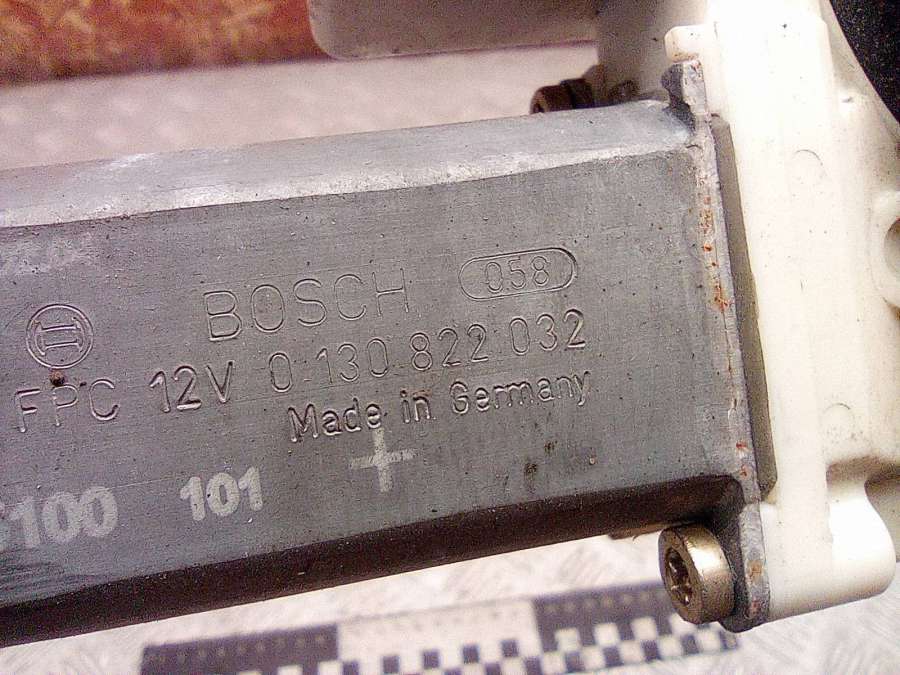 BOSCH 058
FPC 12V 0 130 822 032
Made in Germany
100 101 +